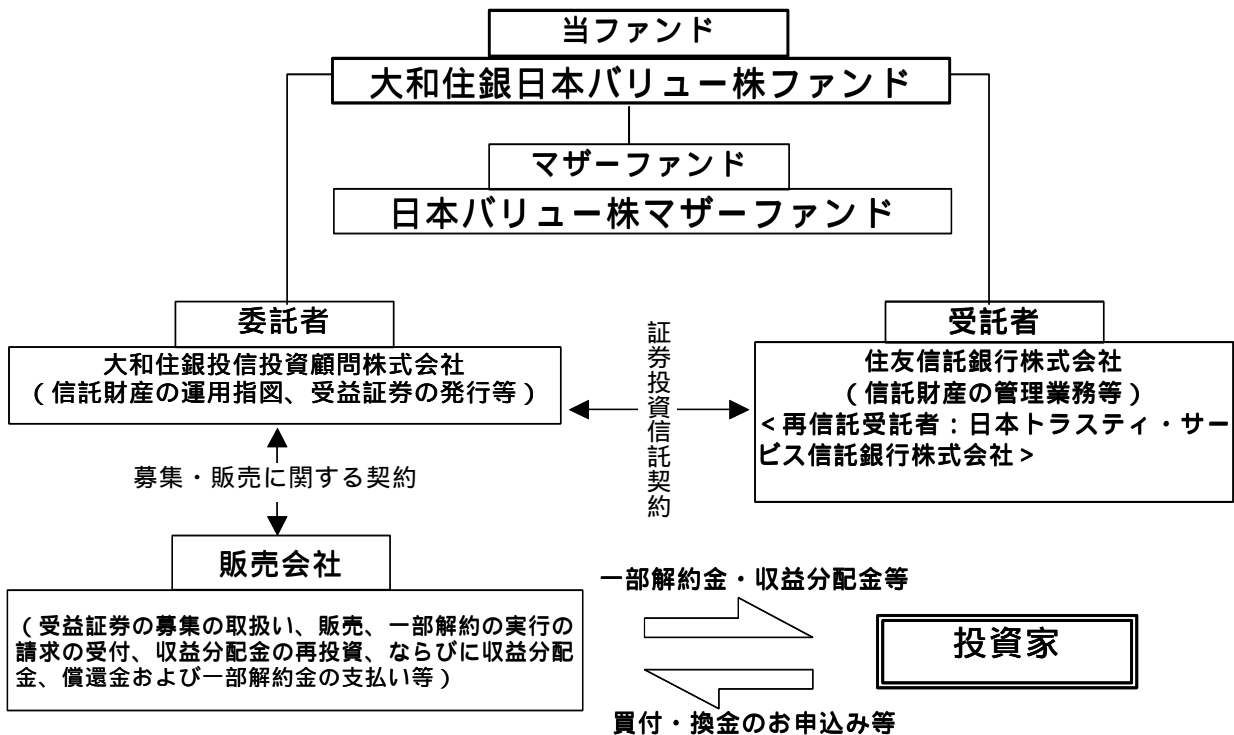 当ファンド
大和住銀日本バリュー株ファンド
マザーファンド
日本バリュー株マザーファンド
委託者
大和住銀投信投資顧問株式会社
（信託財産の運用指図、受益証券の発行等）
証券投資信託契約
受託者
住友信託銀行株式会社
（信託財産の管理業務等）
＜再信託受託者：日本トラスティ・サー
ビス信託銀行株式会社＞
募集・販売に関する契約
販売会社
（受益証券の募集の取扱い、販売、一部解約の実行の
請求の受付、収益分配金の再投資、ならびに収益分配
金、償還金および一部解約金の支払い等）
一部解約金・収益分配金等
買付・換金のお申込み等
投資家